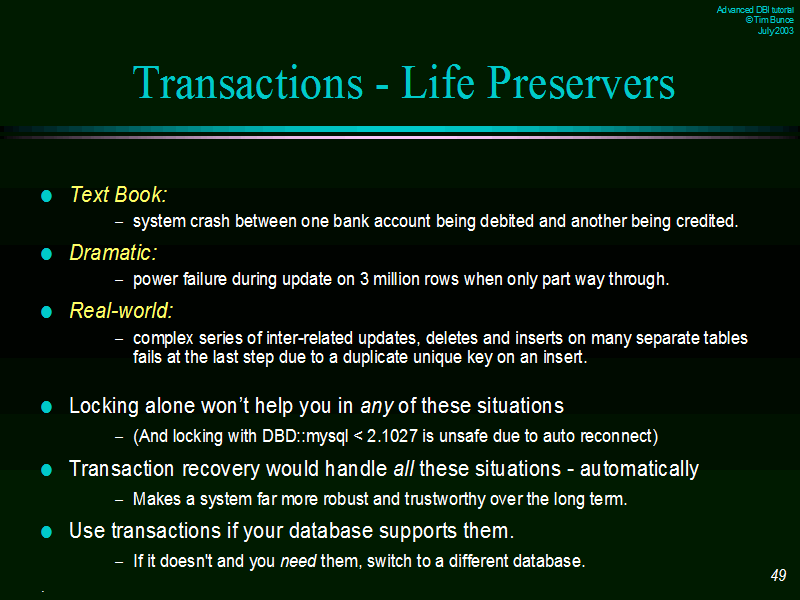 Advanced DBI tutorial
© Tim Bunce
July 2003
Transactions - Life Preservers
Text Book:
– system crash between one bank account being debited and another being credited.
Dramatic:
– power failure during update on 3 million rows when only part way through.
Real-world:
– complex series of inter-related updates, deletes and inserts on many separate tables
fails at the last step due to a duplicate unique key on an insert.
Locking alone won’t help you in any of these situations
– (And locking with DBD::mysql < 2.1027 is unsafe due to auto reconnect)
Transaction recovery would handle all these situations - automatically
– Makes a system far more robust and trustworthy over the long term.
Use transactions if your database supports them.
– If it doesn't and you need them, switch to a different database.
49
.